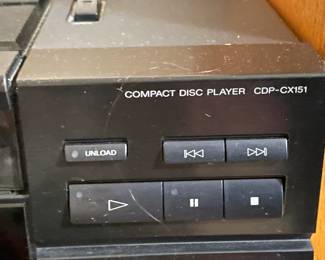 COMPACT DISC PLAYER CDP-CX151
UNLOAD